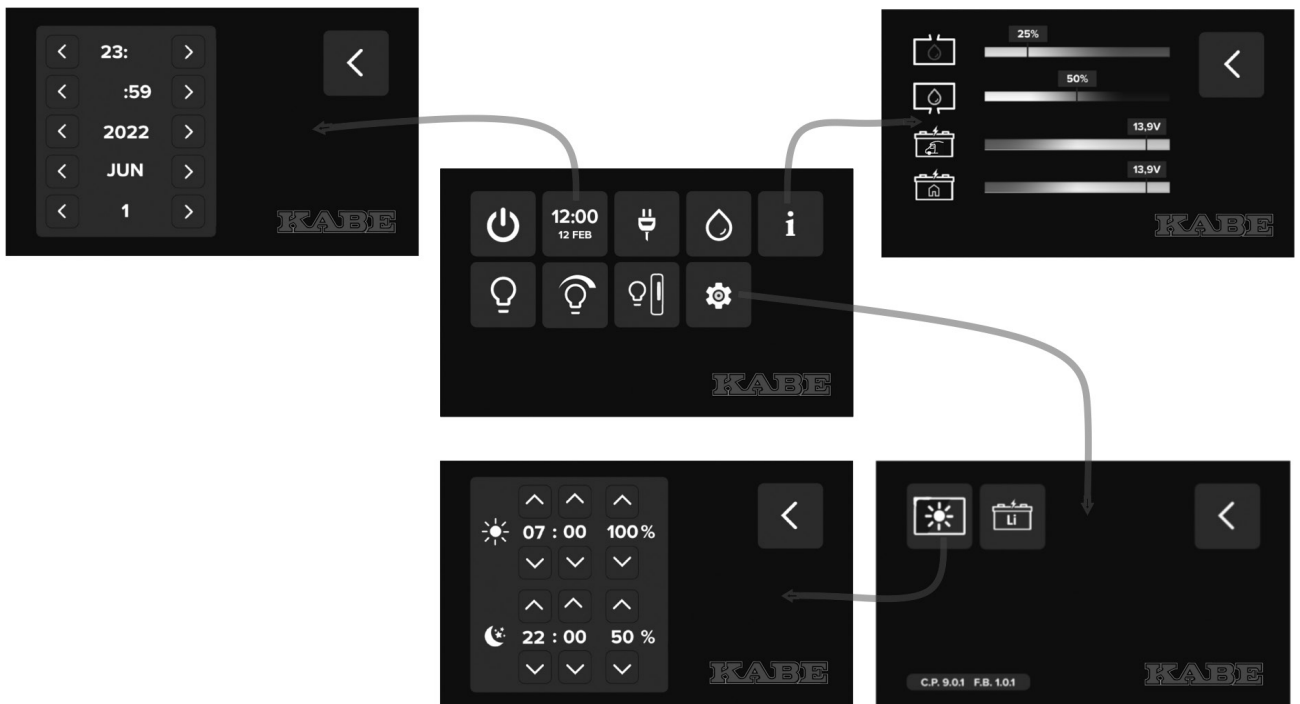 23:
:59
2022
JUN
1
KABE
25%
50%
13,9V
13,9V
KABE
12:00
12 FEB
i
KABE
07 : 00 100%
22 : 00 50 %
KABE
Li
C.P. 9.0.1 F.B. 1.0.1
KABE